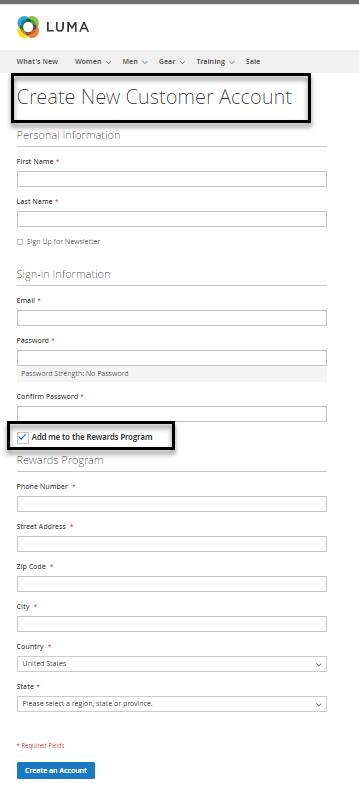 LUMA
What's New Women Men Gear Training Sale
Create New Customer Account
Personal Information
First Name *
Last Name *
Sign Up for Newsletter
Sign-in Information
Email *
Password *
Password Strength: No Password
Confirm Password *
Add me to the Rewards Program
Rewards Program
Phone Number *
Street Address *
Zip Code *
City *
Country *
United States
State *
Please select a region, state or province.
* Required Fields
Create an Account